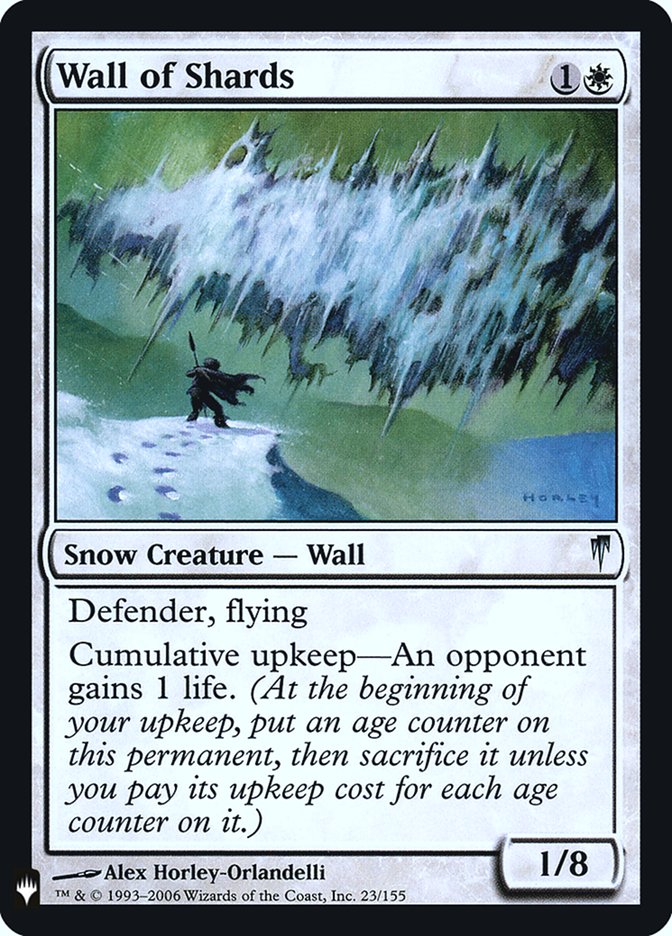 Wall of Shards 1
HORLEY
Snow Creature — Wall
Defender, flying
Cumulative upkeep—An opponent
gains 1 life. (At the beginning of
your upkeep, put an age counter on
this permanent, then sacrifice it unless
you pay its upkeep cost for each age
counter on it.)
1/8
Alex Horley-Orlandelli
™ & © 1993–2006 Wizards of the Coast, Inc. 23/155